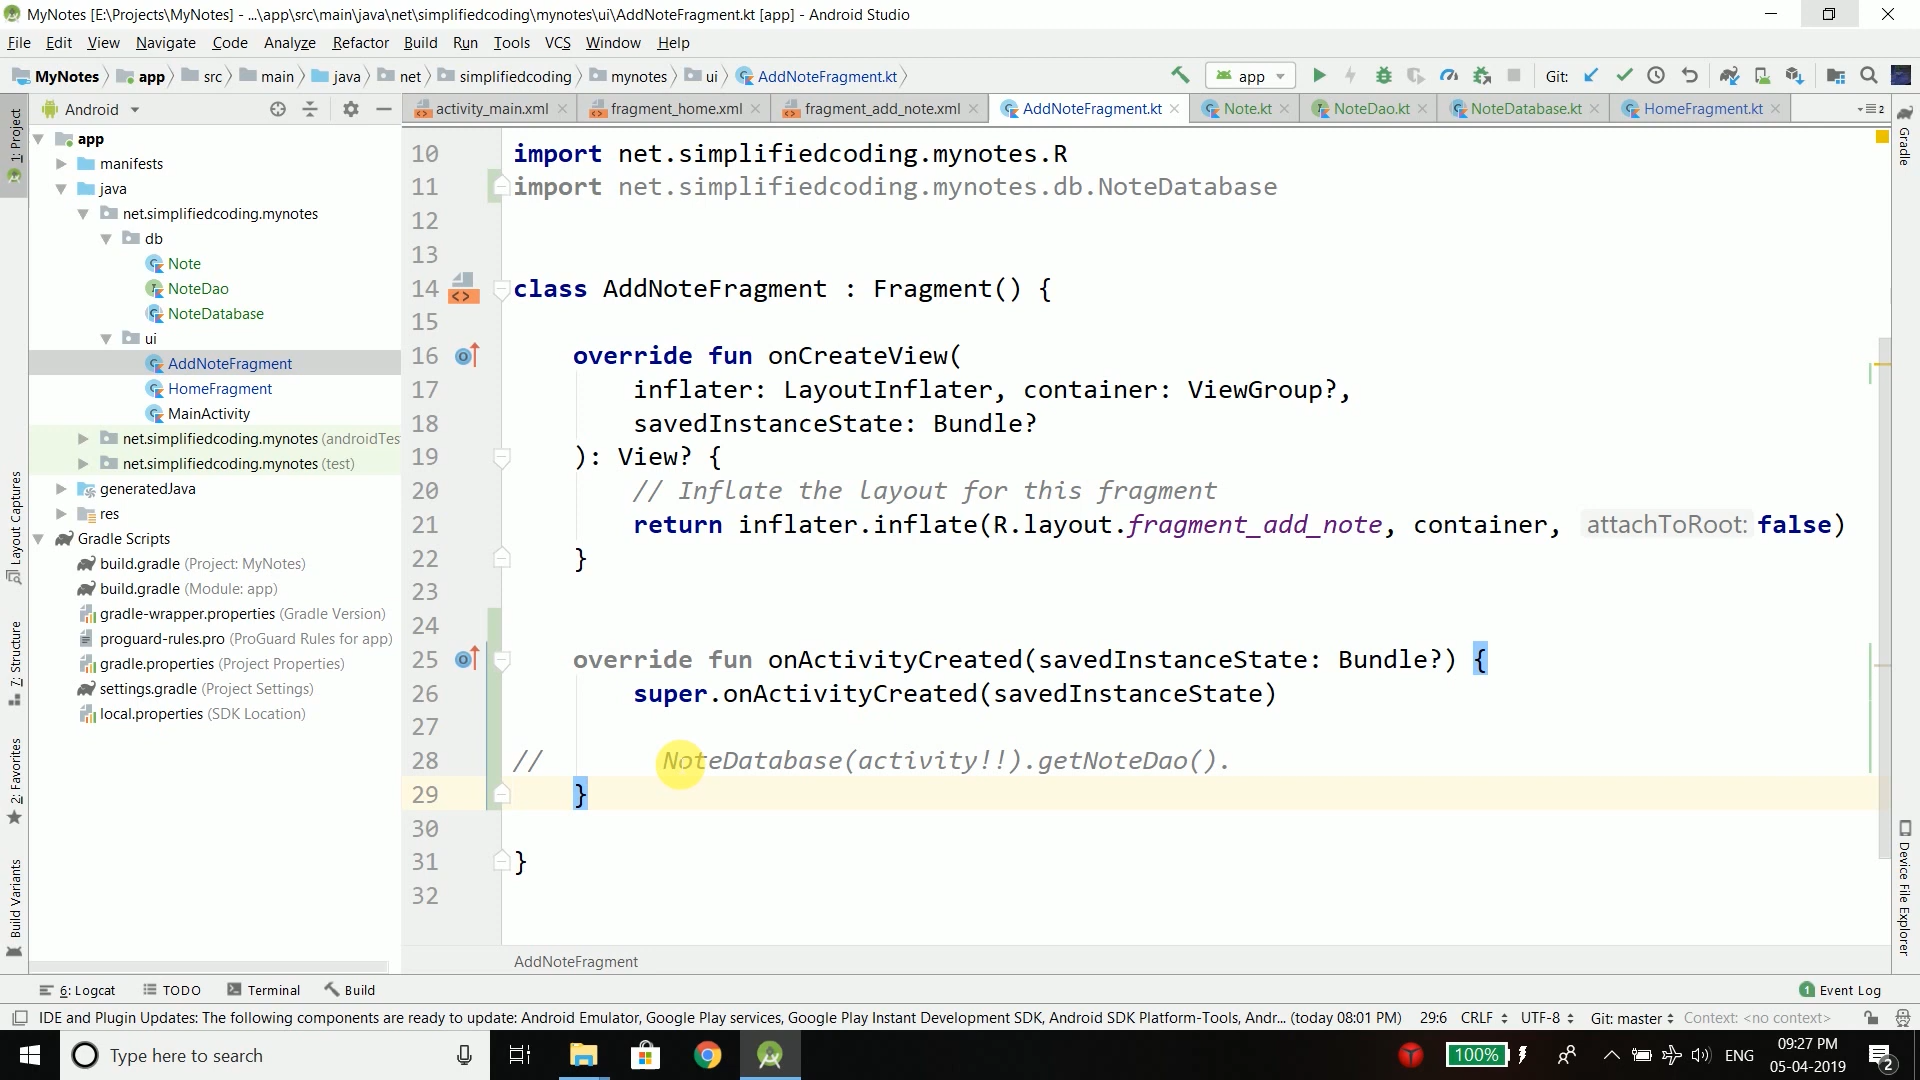 MyNotes [E:\Projects\MyNotes] - ...\app\src\main\java\net\simplifiedcoding\mynotes\ui\AddNoteFragment.kt [app] - Android Studio
File Edit View Navigate Code Analyze Refactor Build Run Tools VCS Window Help
MyNotes app src main java net simplifiedcoding mynotes ui AddNoteFragment.kt app Git:
1: Project
Android
activity_main.xml fragment_home.xml fragment_add_note.xml AddNoteFragment.kt Note.kt NoteDao.kt NoteDatabase.kt HomeFragment.kt 2
Gradle
app
manifests
java
net.simplifiedcoding.mynotes
db
Note
NoteDao
NoteDatabase
ui
AddNoteFragment
HomeFragment
MainActivity
net.simplifiedcoding.mynotes (androidTes
net.simplifiedcoding.mynotes (test)
generatedJava
res
Gradle Scripts
build.gradle (Project: MyNotes)
build.gradle (Module: app)
gradle-wrapper.properties (Gradle Version)
proguard-rules.pro (ProGuard Rules for app)
gradle.properties (Project Properties)
settings.gradle (Project Settings)
local.properties (SDK Location)
Layout Captures
7: Structure
2: Favorites
Build Variants
10 import net.simplifiedcoding.mynotes.R
11 import net.simplifiedcoding.mynotes.db.NoteDatabase
12
13
14 class AddNoteFragment : Fragment() {
15
16 override fun onCreateView(
17 inflater: LayoutInflater, container: ViewGroup?,
18 savedInstanceState: Bundle?
19 ): View? {
20 // Inflate the layout for this fragment
21 return inflater.inflate(R.layout.fragment_add_note, container, attachToRoot: false)
22 }
23
24
25 override fun onActivityCreated(savedInstanceState: Bundle?) {
26 super.onActivityCreated(savedInstanceState)
27
28 // NoteDatabase(activity!!).getNoteDao().
29 }
30
31 }
32
AddNoteFragment
Device File Explorer
6: Logcat TODO Terminal Build 1 Event Log
IDE and Plugin Updates: The following components are ready to update: Android Emulator, Google Play services, Google Play Instant Development SDK, Android SDK Platform-Tools, Andr... (today 08:01 PM) 29:6 CRLF UTF-8 Git: master Context: <no context>
Type here to search 100% ENG 09:27 PM
05-04-2019 2